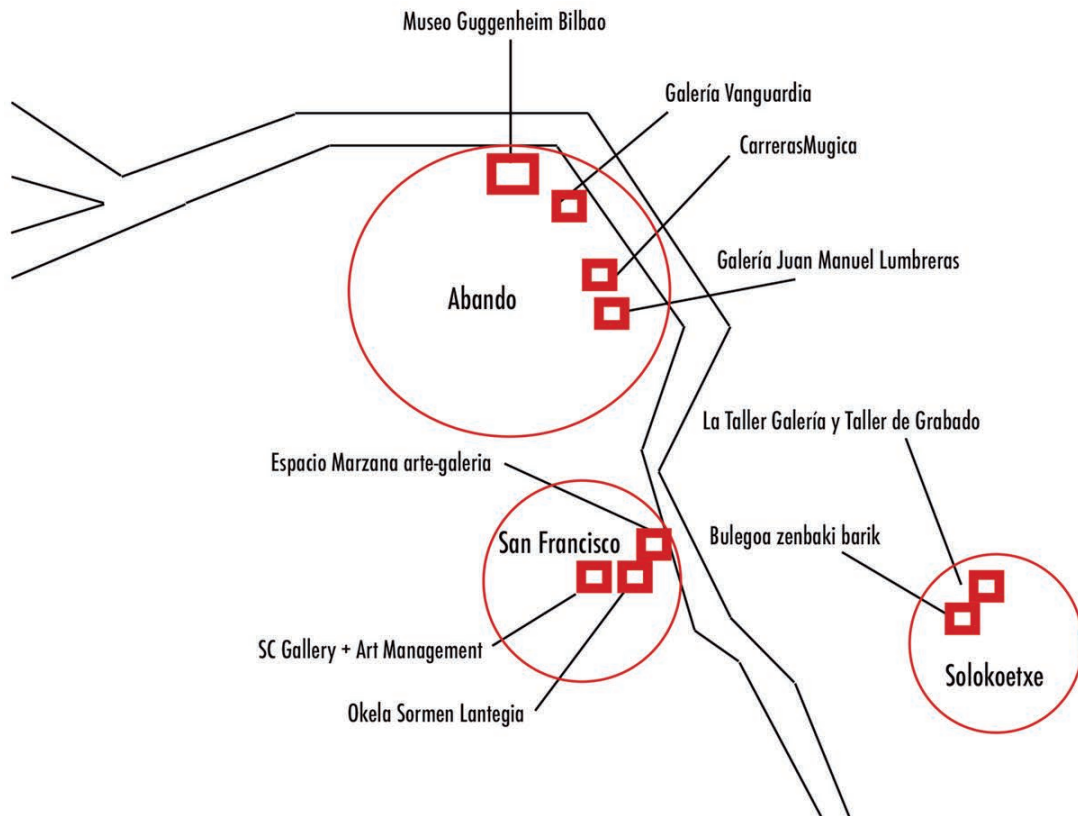 Museo Guggenheim Bilbao
Galería Vanguardia
CarrerasMugica
Galería Juan Manuel Lumbreras
Abando
La Taller Galería y Taller de Grabado
Espacio Marzana arte-galeria
Bulegoa zenbaki barik
San Francisco
SC Gallery + Art Management
Solokoetxe
Okela Sormen Lantegia